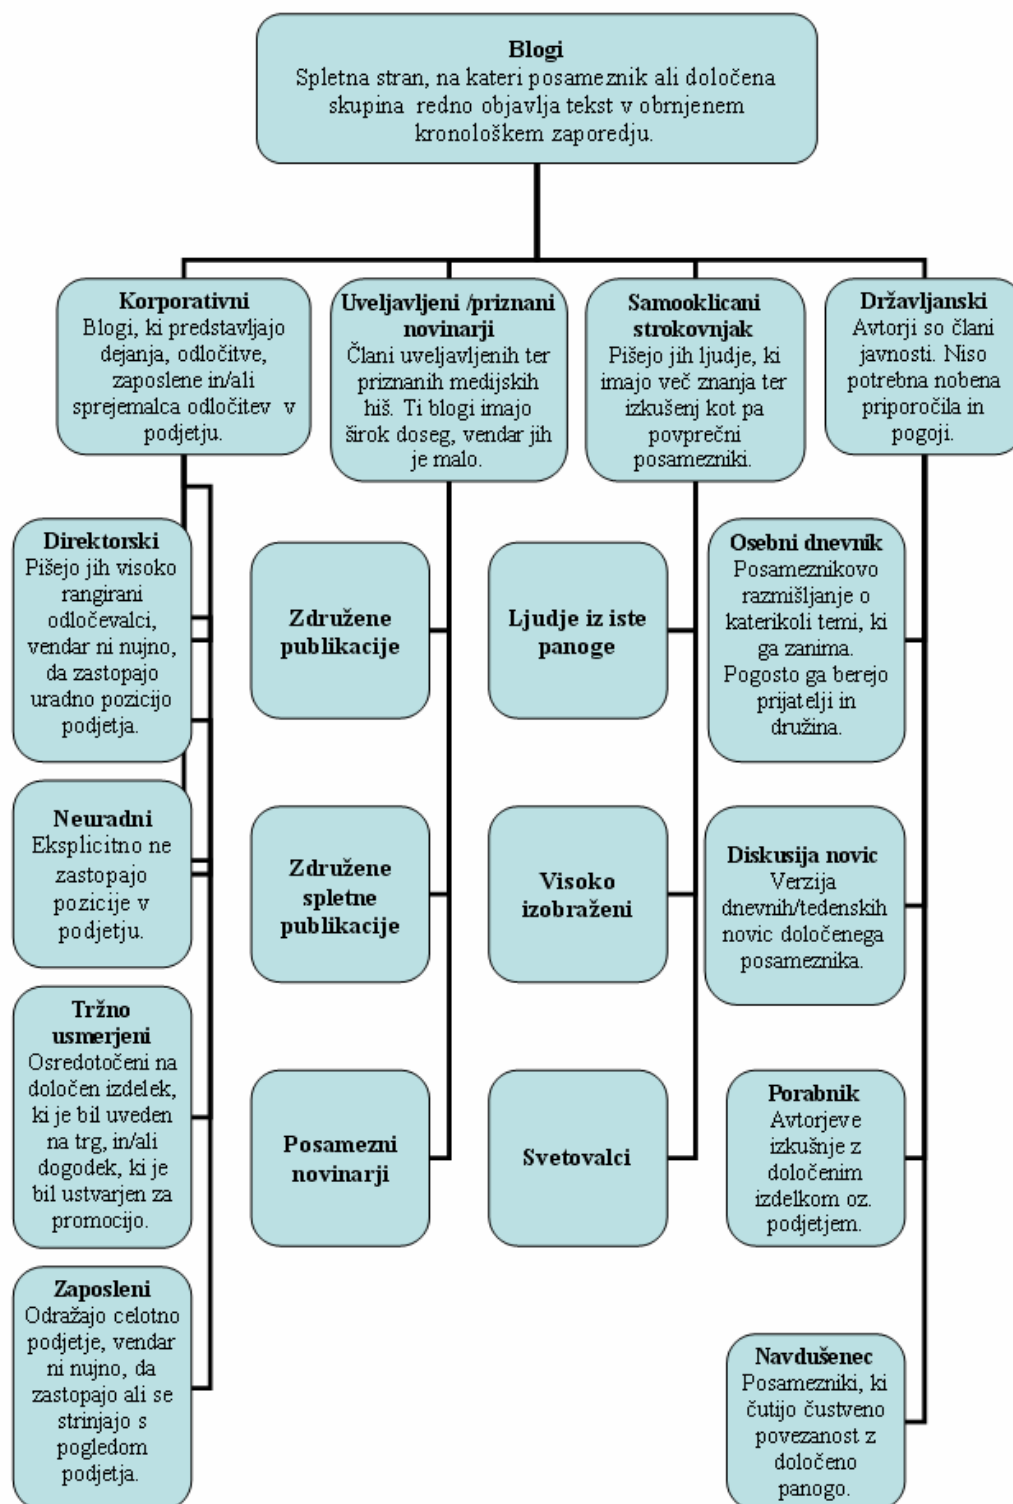 Blogi
Spletna stran, na kateri posameznik ali določena
skupina redno objavlja tekst v obrnjenem
kronološkem zaporedju.
Korporativni
Blogi, ki predstavljajo
dejanja, odločitve,
zaposlene in/ali
sprejemalca odločitev v
podjetju.
Uveljavljeni /priznani
novinarji
Člani uveljavljenih ter
priznanih medijskih
hiš. Ti blogi imajo
širok doseg, vendar jih
je malo.
Samooklicani
strokovnjak
Pišejo jih ljudje, ki
imajo več znanja ter
izkušenj kot pa
povprečni
posamezniki.
Državljanski
Avtorji so člani
javnosti. Niso
potrebna nobena
priporočila in
pogoji.
Direktorski
Pišejo jih visoko
rangirani
odločevalci,
vendar ni nujno,
da zastopajo
uradno pozicijo
podjetja.
Neuradni
Eksplicitno ne
zastopajo
pozicije v
podjetju.
Tržno
usmerjeni
Osredotočeni na
določen izdelek,
ki je bil uveden
na trg, in/ali
dogodek, ki je
bil ustvarjen za
promocijo.
Zaposleni
Odražajo celotno
podjetje, vendar
ni nujno, da
zastopajo ali se
strinjajo s
pogledom
podjetja.
Združene
publikacije
Združene
spletne
publikacije
Posamezni
novinarji
Ljudje iz iste
panoge
Visoko
izobraženi
Svetovalci
Osebni dnevnik
Posameznikovo
razmišljanje o
katerikoli temi, ki
ga zanima.
Pogosto ga berejo
prijatelji in
družina.
Diskusija novic
Verzija
dnevnih/tedenskih
novic določenega
posameznika.
Porabnik
Avtorjeve
izkušnje z
določenim
izdelkom oz.
podjetjem.
Navdušenec
Posamezniki, ki
čutijo čustveno
povezanost z
določeno
panogo.